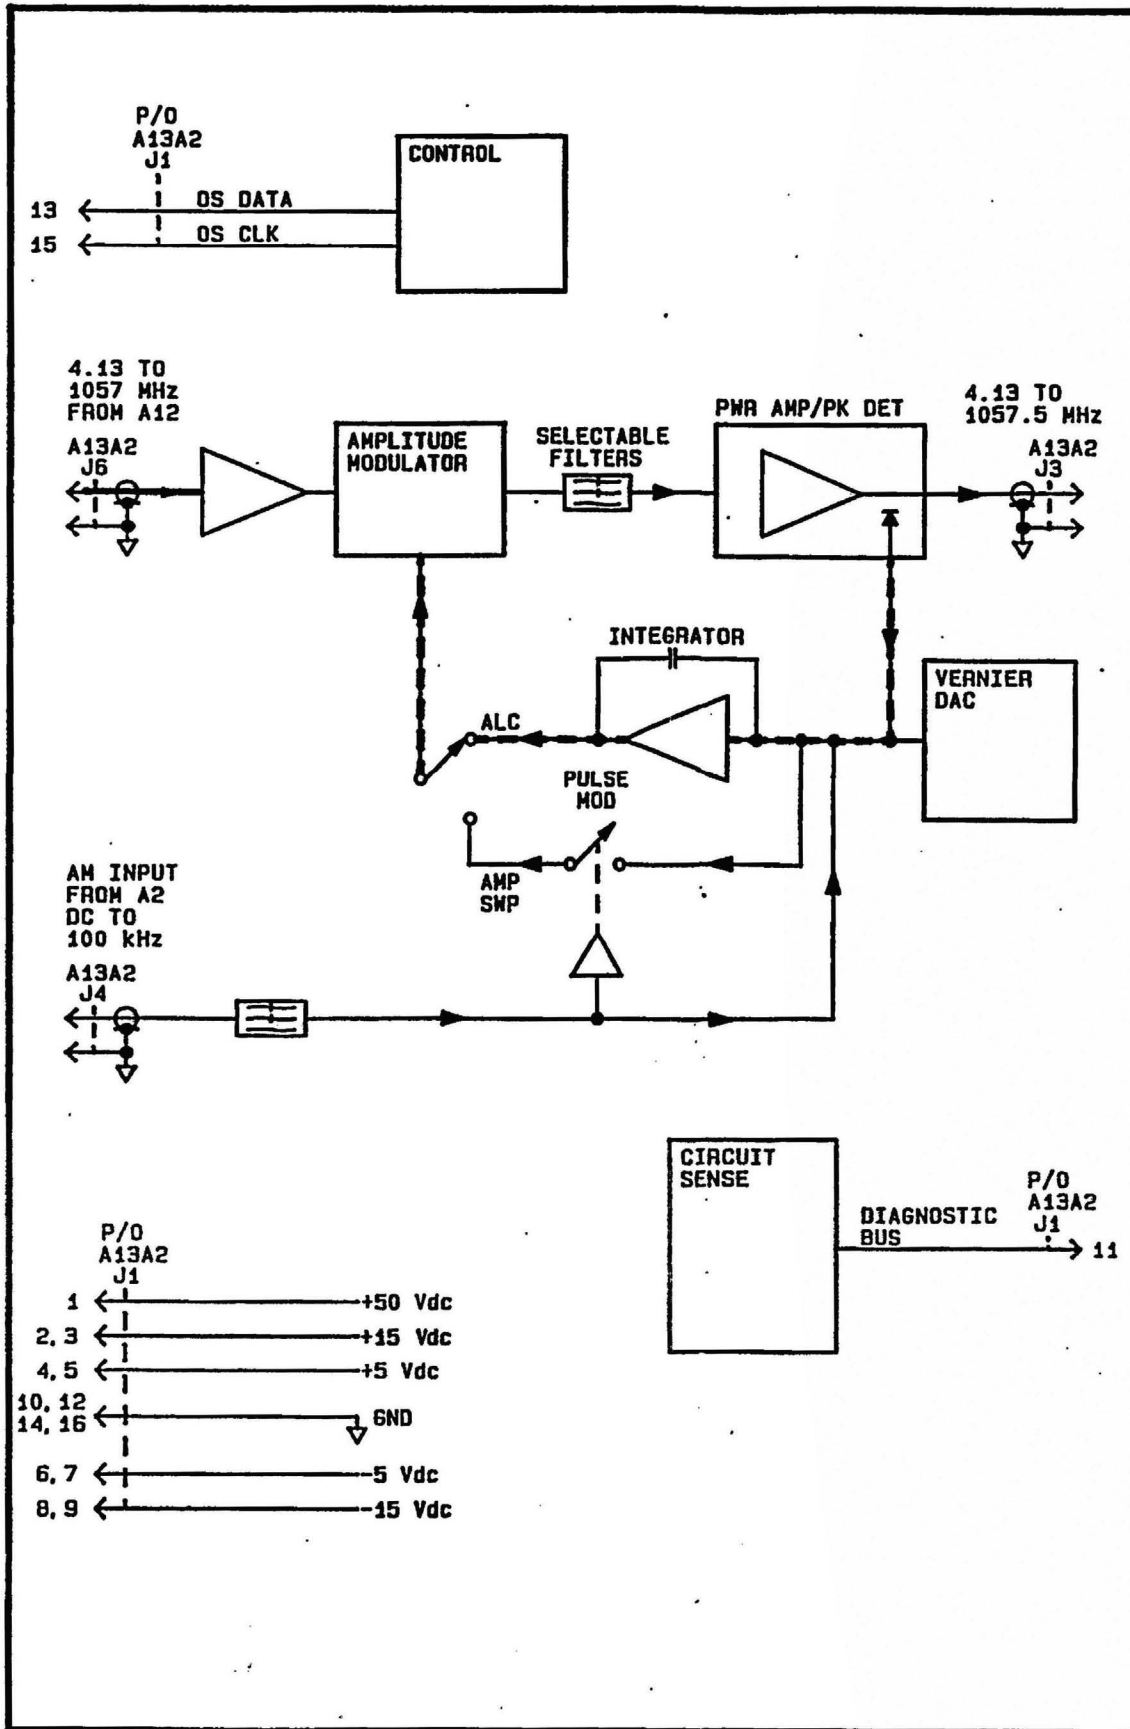 P/O
A13A2
J1
CONTROL
13
OS DATA
15
OS CLK
4.13 TO
1057 MHz
FROM A12
A13A2
J6
AMPLITUDE
MODULATOR
SELECTABLE
FILTERS
PWR AMP/PK DET
4.13 TO
1057.5 MHz
A13A2
J3
INTEGRATOR
VERNIER
DAC
ALC
PULSE
MOD
AMP
SWP
AM INPUT
FROM A2
DC TO
100 kHz
A13A2
J4
CIRCUIT
SENSE
DIAGNOSTIC
BUS
P/O
A13A2
J1
11
P/O
A13A2
J1
1 +50 Vdc
2,3 +15 Vdc
4,5 +5 Vdc
10,12
14,16 GND
6,7 -5 Vdc
8,9 -15 Vdc